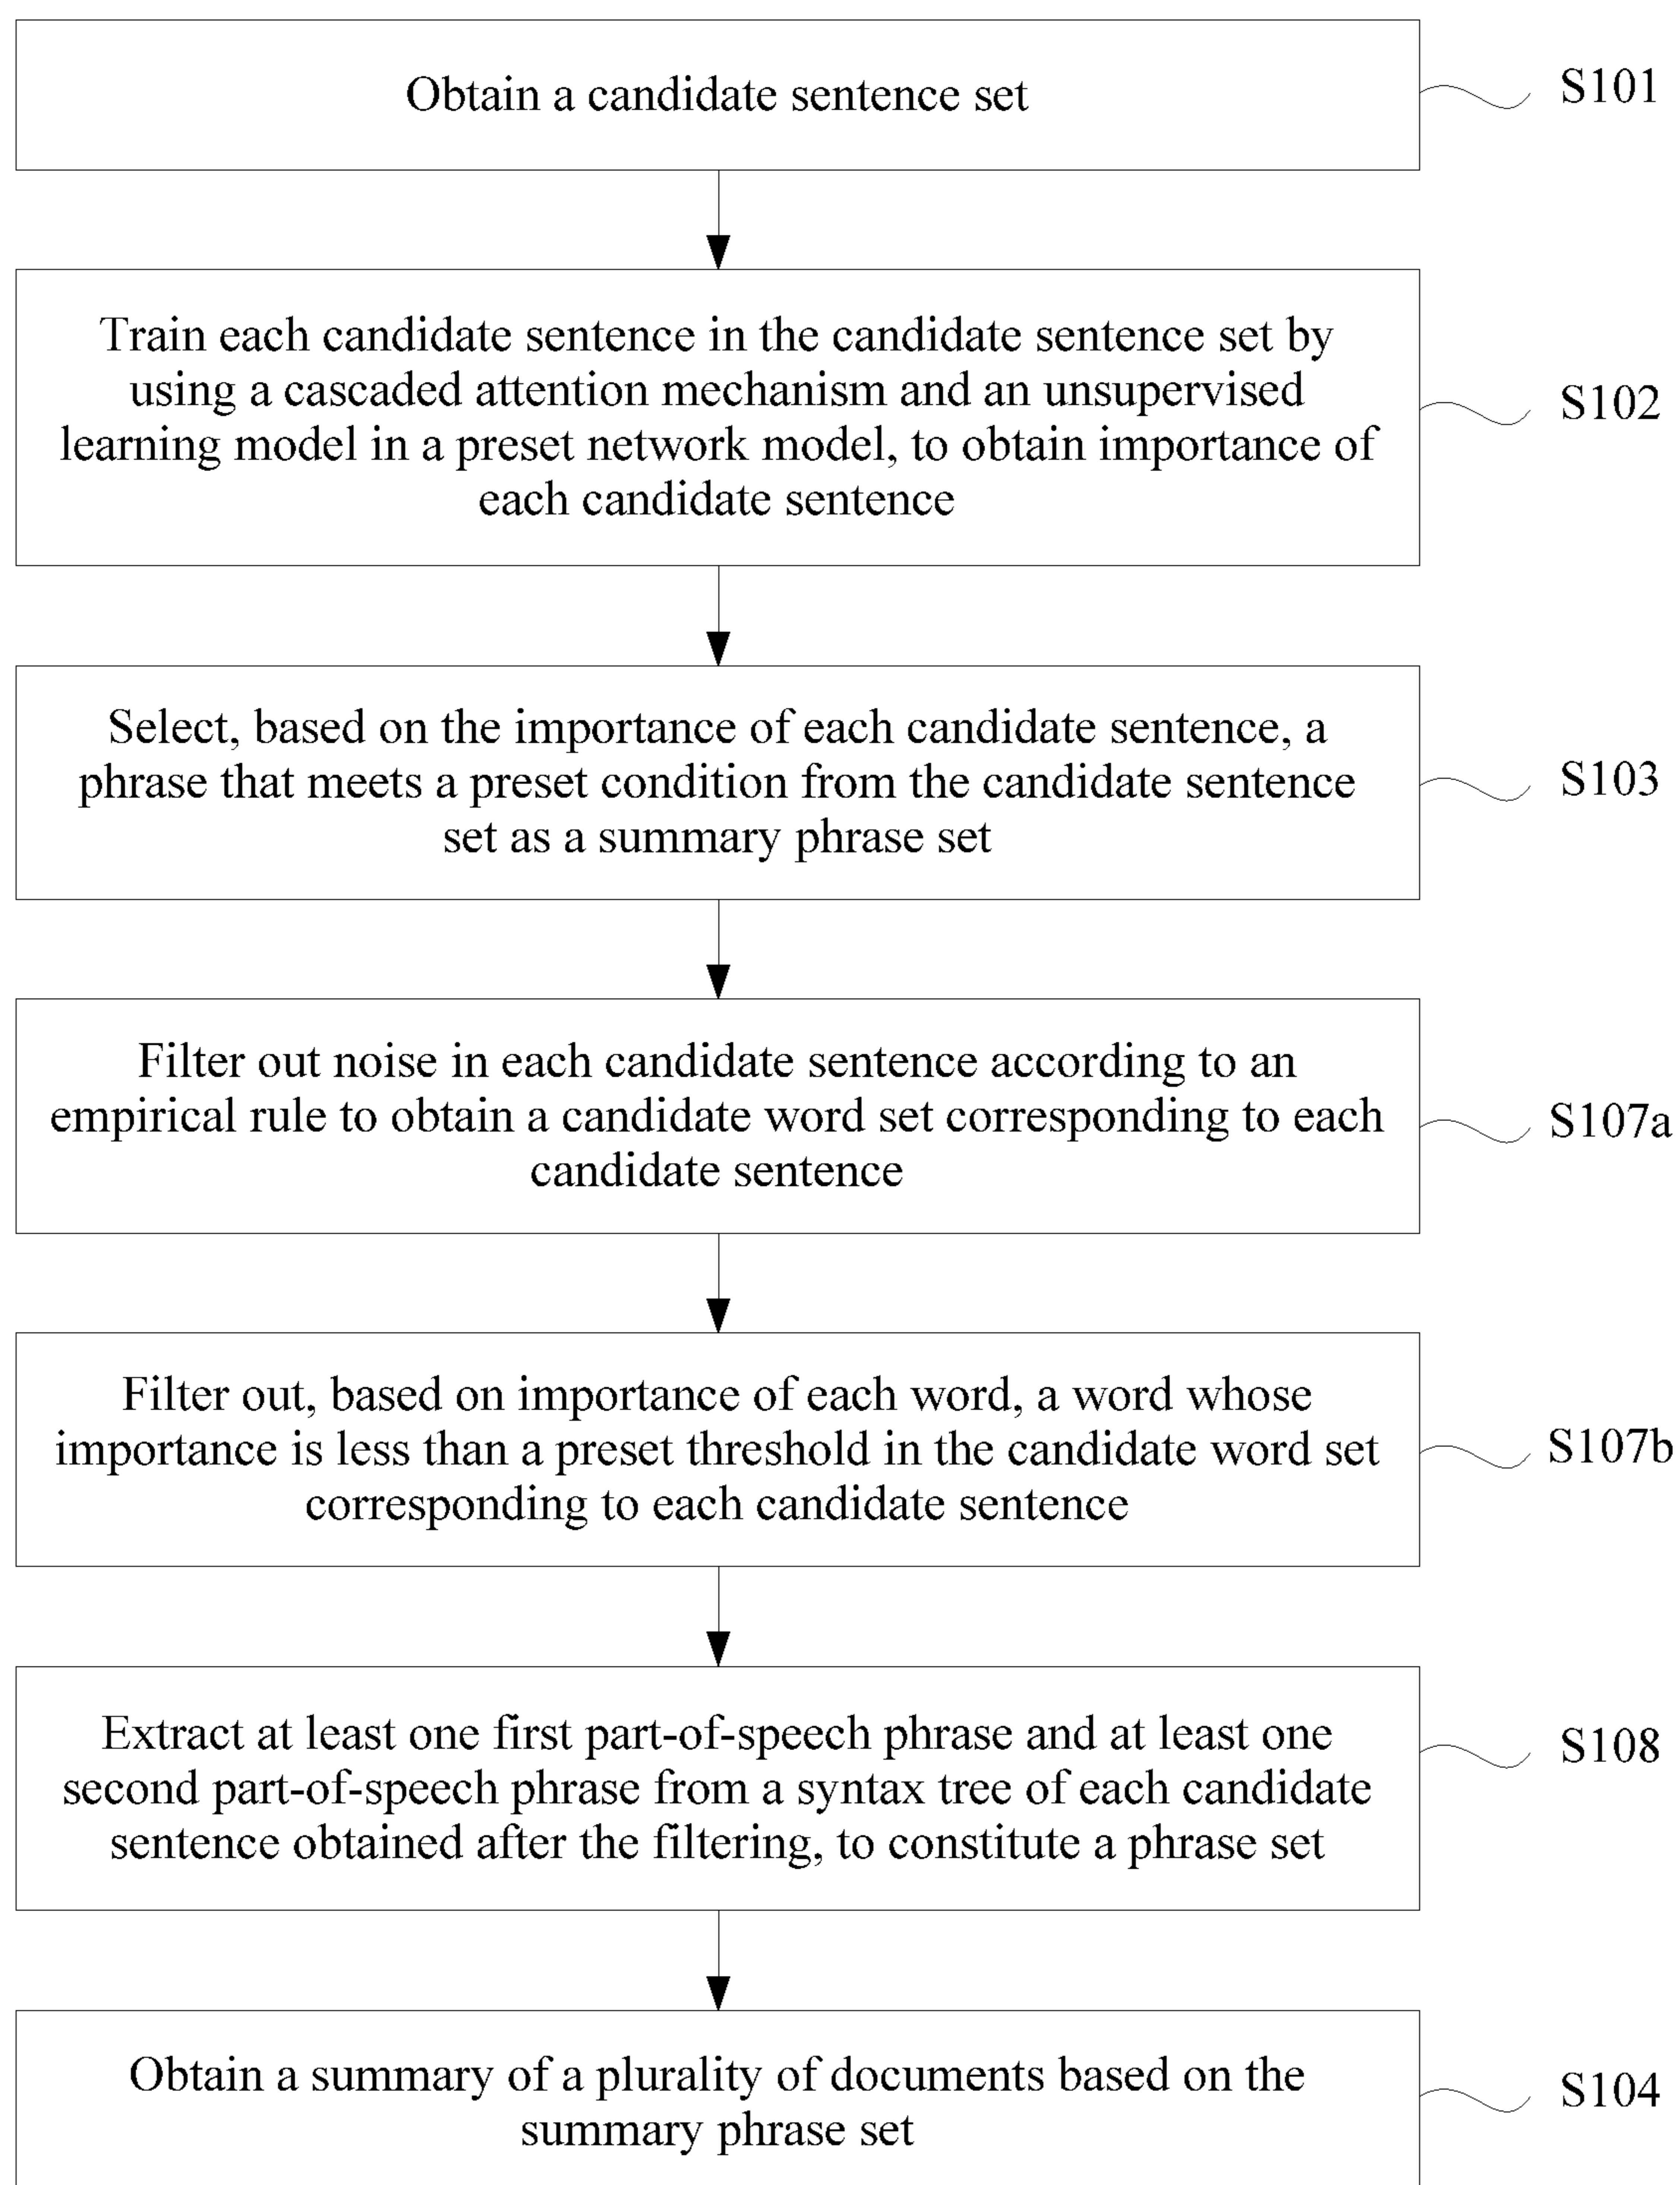 Obtain a candidate sentence set
S101
Train each candidate sentence in the candidate sentence set by
using a cascaded attention mechanism and an unsupervised
learning model in a preset network model, to obtain importance of
each candidate sentence
S102
Select, based on the importance of each candidate sentence, a
phrase that meets a preset condition from the candidate sentence
set as a summary phrase set
S103
Filter out noise in each candidate sentence according to an
empirical rule to obtain a candidate word set corresponding to each
candidate sentence
S107a
Filter out, based on importance of each word, a word whose
importance is less than a preset threshold in the candidate word set
corresponding to each candidate sentence
S107b
Extract at least one first part-of-speech phrase and at least one
second part-of-speech phrase from a syntax tree of each candidate
sentence obtained after the filtering, to constitute a phrase set
S108
Obtain a summary of a plurality of documents based on the
summary phrase set
S104